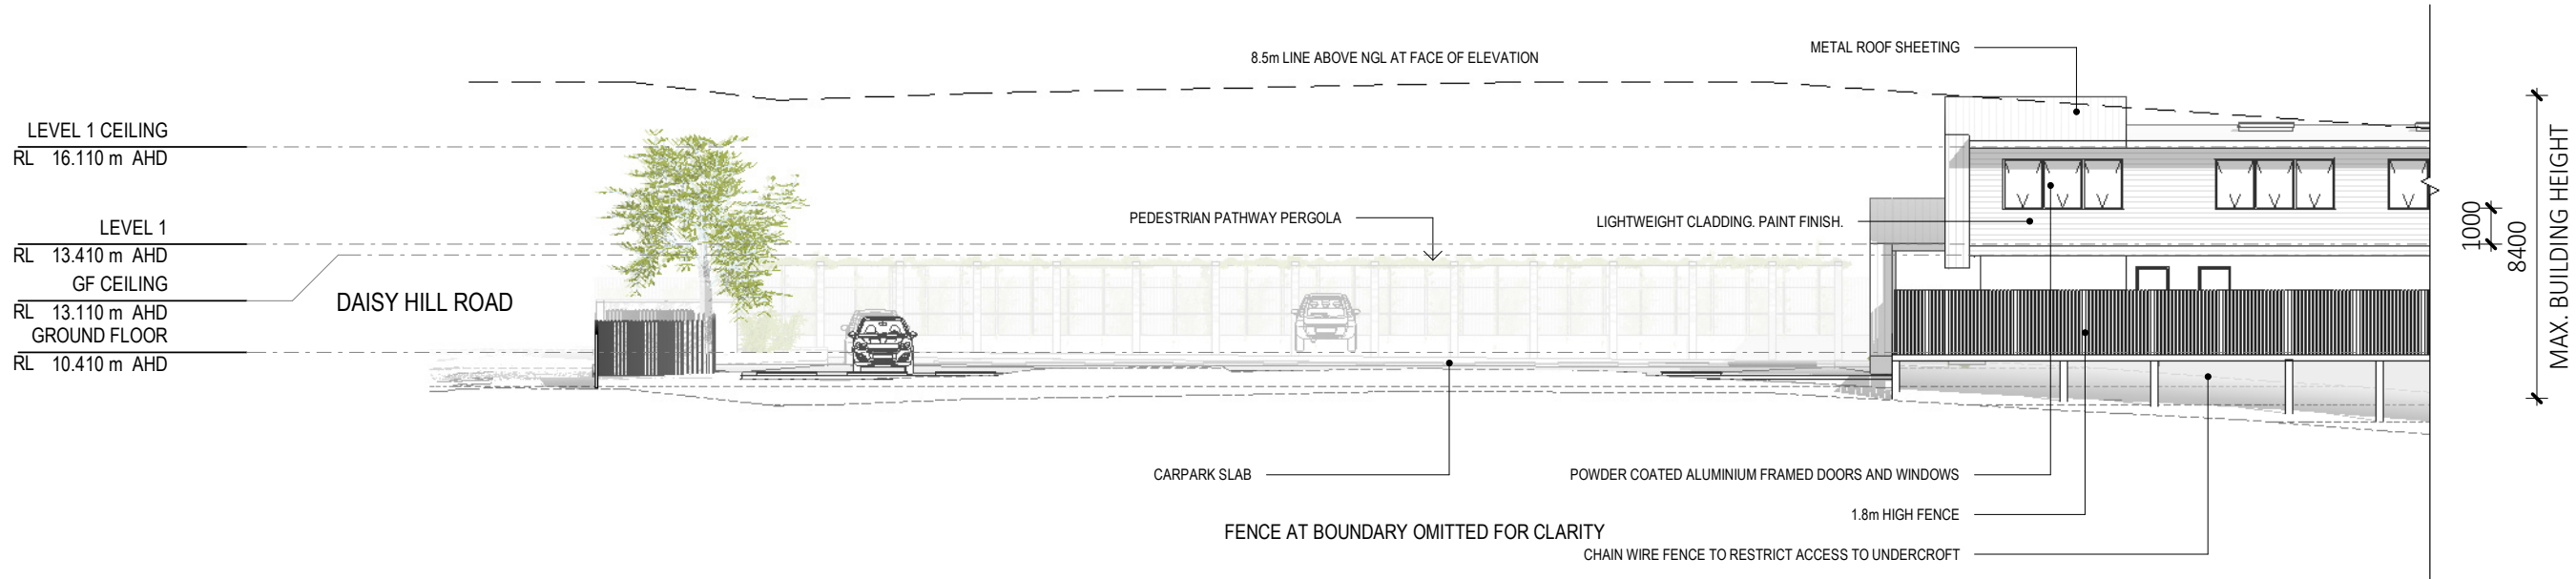 8.5m LINE ABOVE NGL AT FACE OF ELEVATION
METAL ROOF SHEETING
LEVEL 1 CEILING
RL 16.110 m AHD
LEVEL 1
RL 13.410 m AHD
GF CEILING
RL 13.110 m AHD
GROUND FLOOR
RL 10.410 m AHD
DAISY HILL ROAD
PEDESTRIAN PATHWAY PERGOLA
LIGHTWEIGHT CLADDING. PAINT FINISH.
1000
8400
MAX. BUILDING HEIGHT
CARPARK SLAB
POWDER COATED ALUMINIUM FRAMED DOORS AND WINDOWS
1.8m HIGH FENCE
FENCE AT BOUNDARY OMITTED FOR CLARITY
CHAIN WIRE FENCE TO RESTRICT ACCESS TO UNDERCROFT